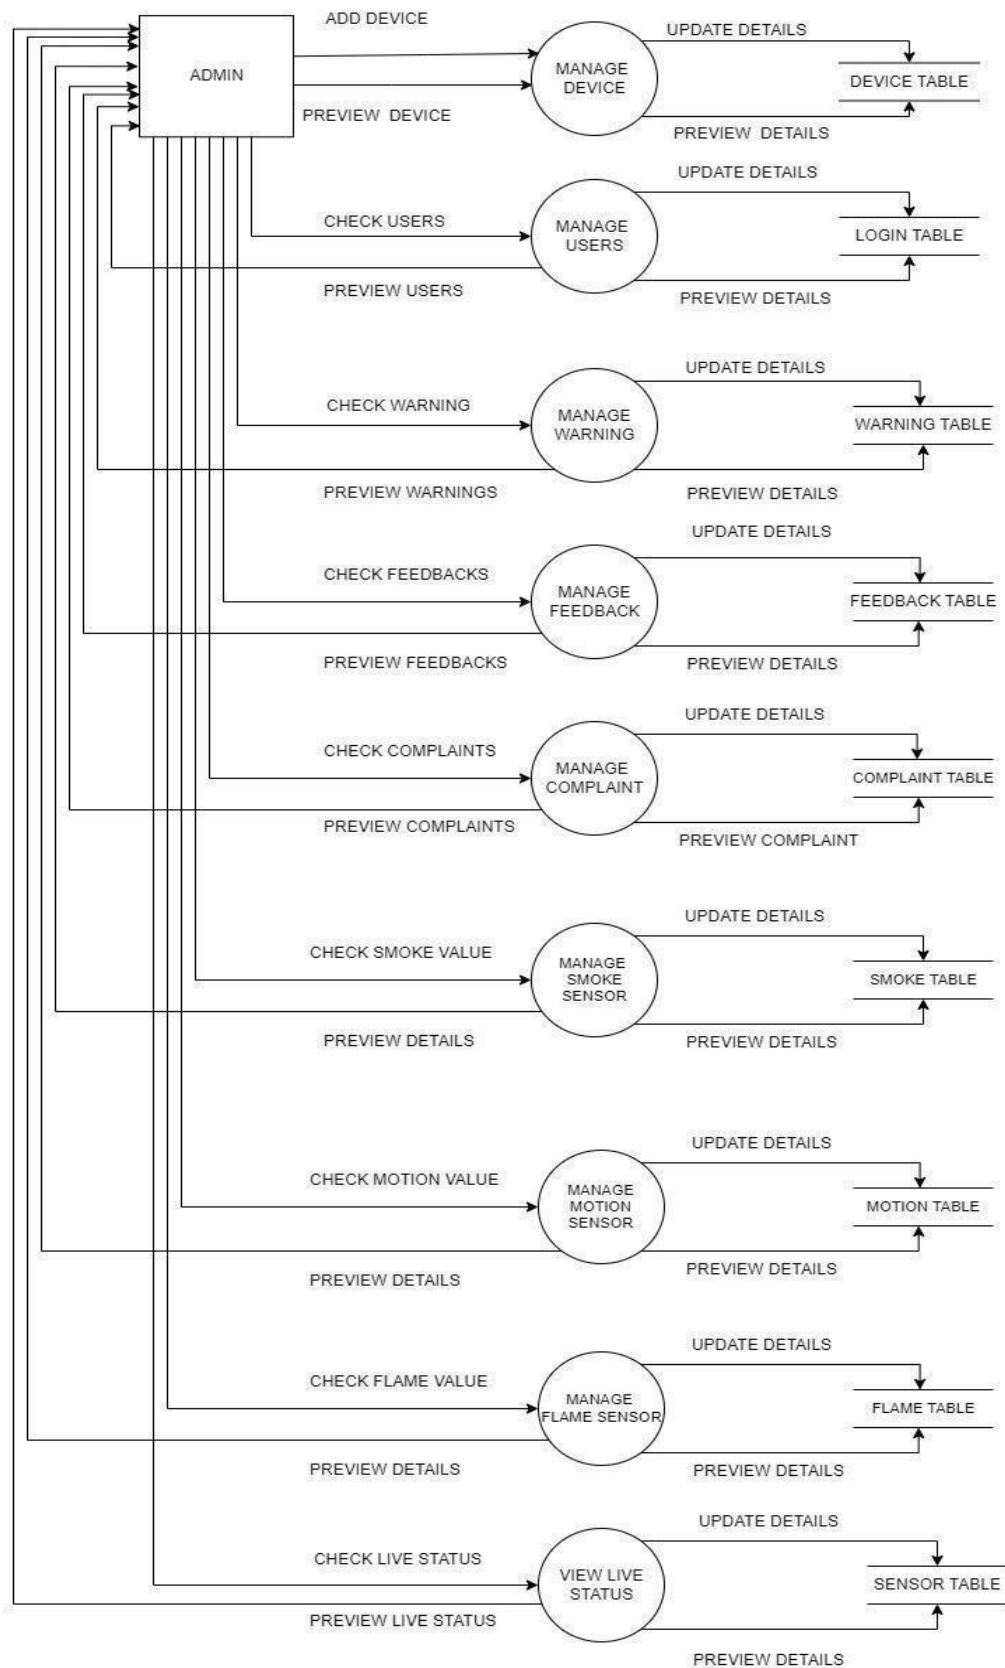 ADD DEVICE
UPDATE DETAILS
ADMIN
MANAGE
DEVICE
DEVICE TABLE
PREVIEW DEVICE
PREVIEW DETAILS
UPDATE DETAILS
CHECK USERS
MANAGE
USERS
LOGIN TABLE
PREVIEW USERS
PREVIEW DETAILS
UPDATE DETAILS
CHECK WARNING
MANAGE
WARNING
WARNING TABLE
PREVIEW WARNINGS
PREVIEW DETAILS
UPDATE DETAILS
CHECK FEEDBACKS
MANAGE
FEEDBACK
FEEDBACK TABLE
PREVIEW FEEDBACKS
PREVIEW DETAILS
UPDATE DETAILS
CHECK COMPLAINTS
MANAGE
COMPLAINT
COMPLAINT TABLE
PREVIEW COMPLAINTS
PREVIEW COMPLAINT
UPDATE DETAILS
CHECK SMOKE VALUE
MANAGE
SMOKE
SENSOR
SMOKE TABLE
PREVIEW DETAILS
PREVIEW DETAILS
UPDATE DETAILS
CHECK MOTION VALUE
MANAGE
MOTION
SENSOR
MOTION TABLE
PREVIEW DETAILS
PREVIEW DETAILS
UPDATE DETAILS
CHECK FLAME VALUE
MANAGE
FLAME SENSOR
FLAME TABLE
PREVIEW DETAILS
PREVIEW DETAILS
UPDATE DETAILS
CHECK LIVE STATUS
VIEW LIVE
STATUS
SENSOR TABLE
PREVIEW LIVE STATUS
PREVIEW DETAILS